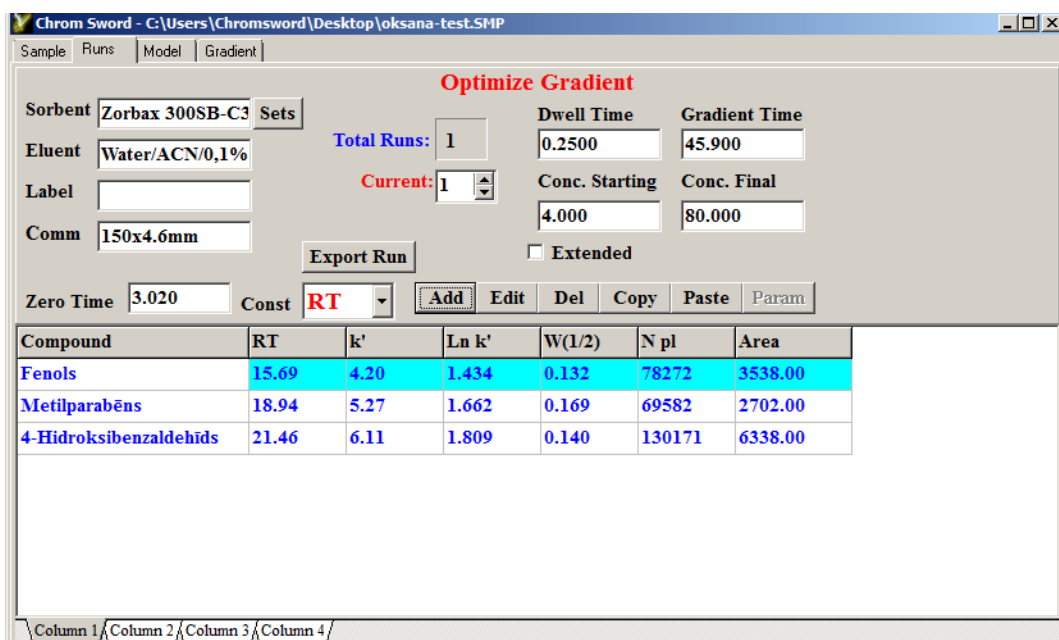 Chrom Sword - C:\Users\Chromsword\Desktop\oksana-test.SMP
Sample Runs Model Gradient
Optimize Gradient
Sorbent Zorbax 300SB-C3 Sets
Dwell Time Gradient Time
Total Runs: 1 0.2500 45.900
Eluent Water/ACN/0,1%
Current: 1 Conc. Starting Conc. Final
Label
4.000 80.000
Comm 150x4.6mm
Export Run Extended
Zero Time 3.020 Const RT Add Edit Del Copy Paste Param
Compound RT k' Ln k' W(1/2) N pl Area
Fenols 15.69 4.20 1.434 0.132 78272 3538.00
Metilparabēns 18.94 5.27 1.662 0.169 69582 2702.00
4-Hidroksibenzaldehīds 21.46 6.11 1.809 0.140 130171 6338.00
Column 1 Column 2 Column 3 Column 4